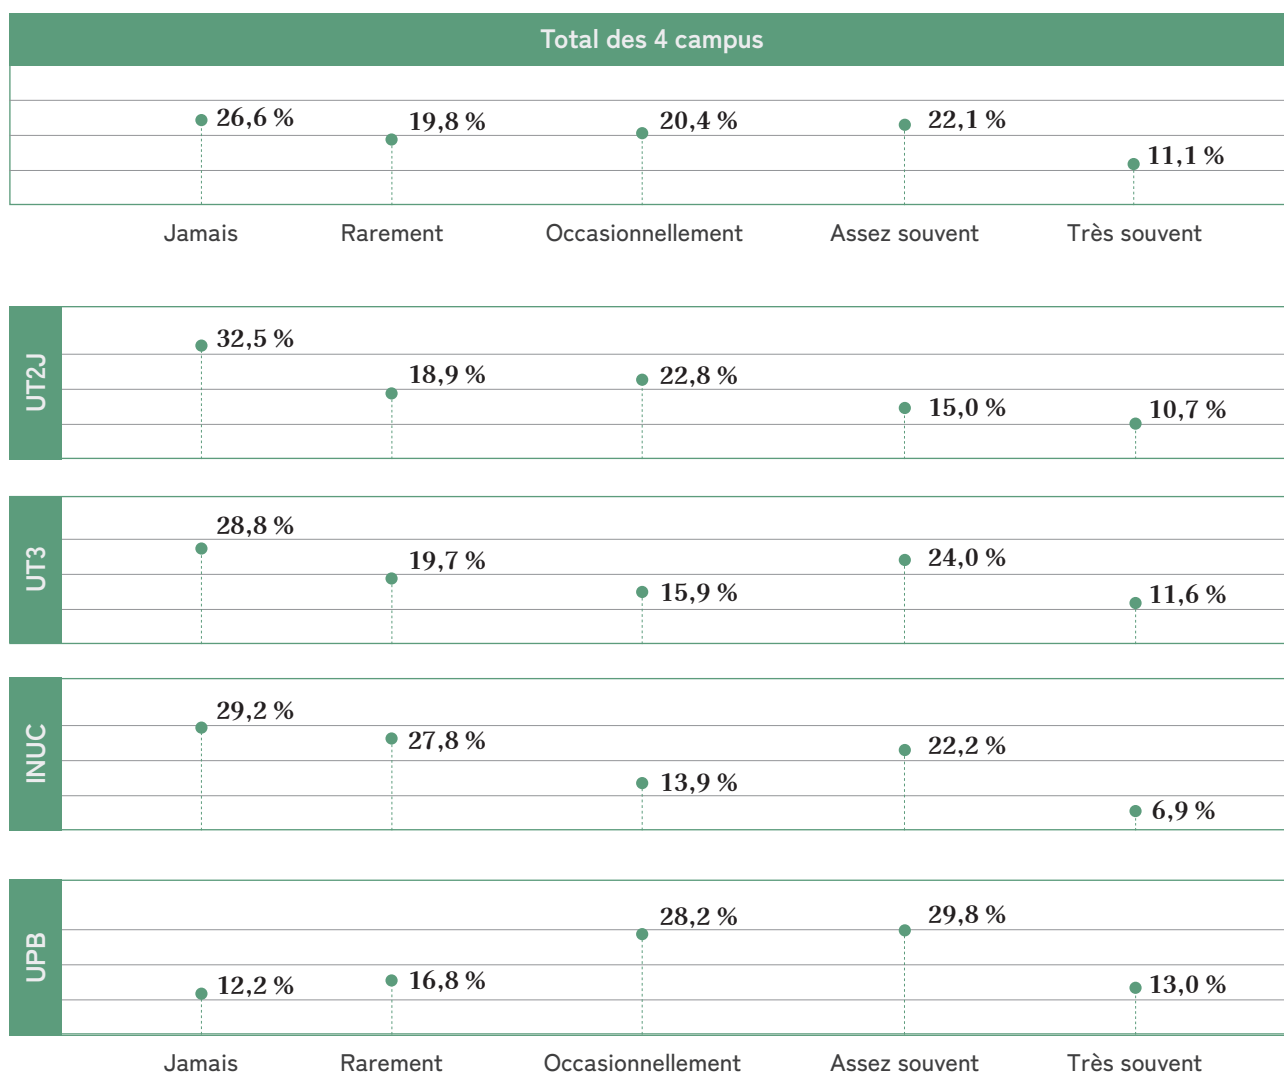 Total des 4 campus
26,6 % 19,8 % 20,4 % 22,1 % 11,1 %
Jamais Rarement Occasionnellement Assez souvent Très souvent
UT2J
32,5 % 18,9 % 22,8 % 15,0 % 10,7 %
UT3
28,8 % 19,7 % 15,9 % 24,0 % 11,6 %
INUC
29,2 % 27,8 % 13,9 % 22,2 % 6,9 %
UPB
12,2 % 16,8 % 28,2 % 29,8 % 13,0 %
Jamais Rarement Occasionnellement Assez souvent Très souvent